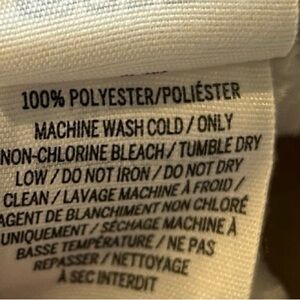 100% POLYESTER/POLIÉSTER
MACHINE WASH COLD / ONLY
NON-CHLORINE BLEACH / TUMBLE DRY
LOW / DO NOT IRON / DO NOT DRY
CLEAN / LAVAGE MACHINE À FROID /
AGENT DE BLANCHIMENT NON CHLORÉ
UNIQUEMENT / SÉCHAGE MACHINE À
BASSE TEMPÉRATURE / NE PAS
REPASSER / NETTOYAGE
À SEC INTERDIT